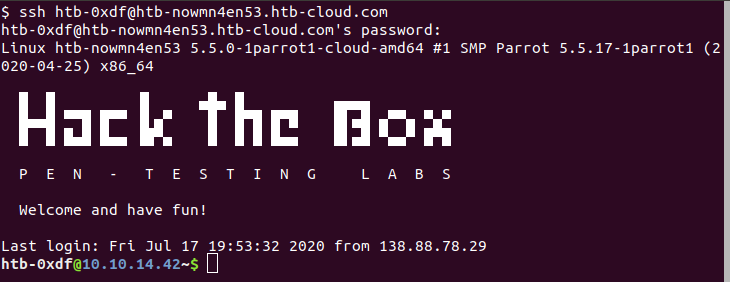 $ ssh htb-0xdf@htb-nowmn4en53.htb-cloud.com
htb-0xdf@htb-nowmn4en53.htb-cloud.com's password:
Linux htb-nowmn4en53 5.5.0-1parrot1-cloud-amd64 #1 SMP Parrot 5.5.17-1parrot1 (2
020-04-25) x86_64
Hack The Box
P E N - T E S T I N G   L A B S
Welcome and have fun!
Last login: Fri Jul 17 19:53:32 2020 from 138.88.78.29
htb-0xdf@10.10.14.42~$